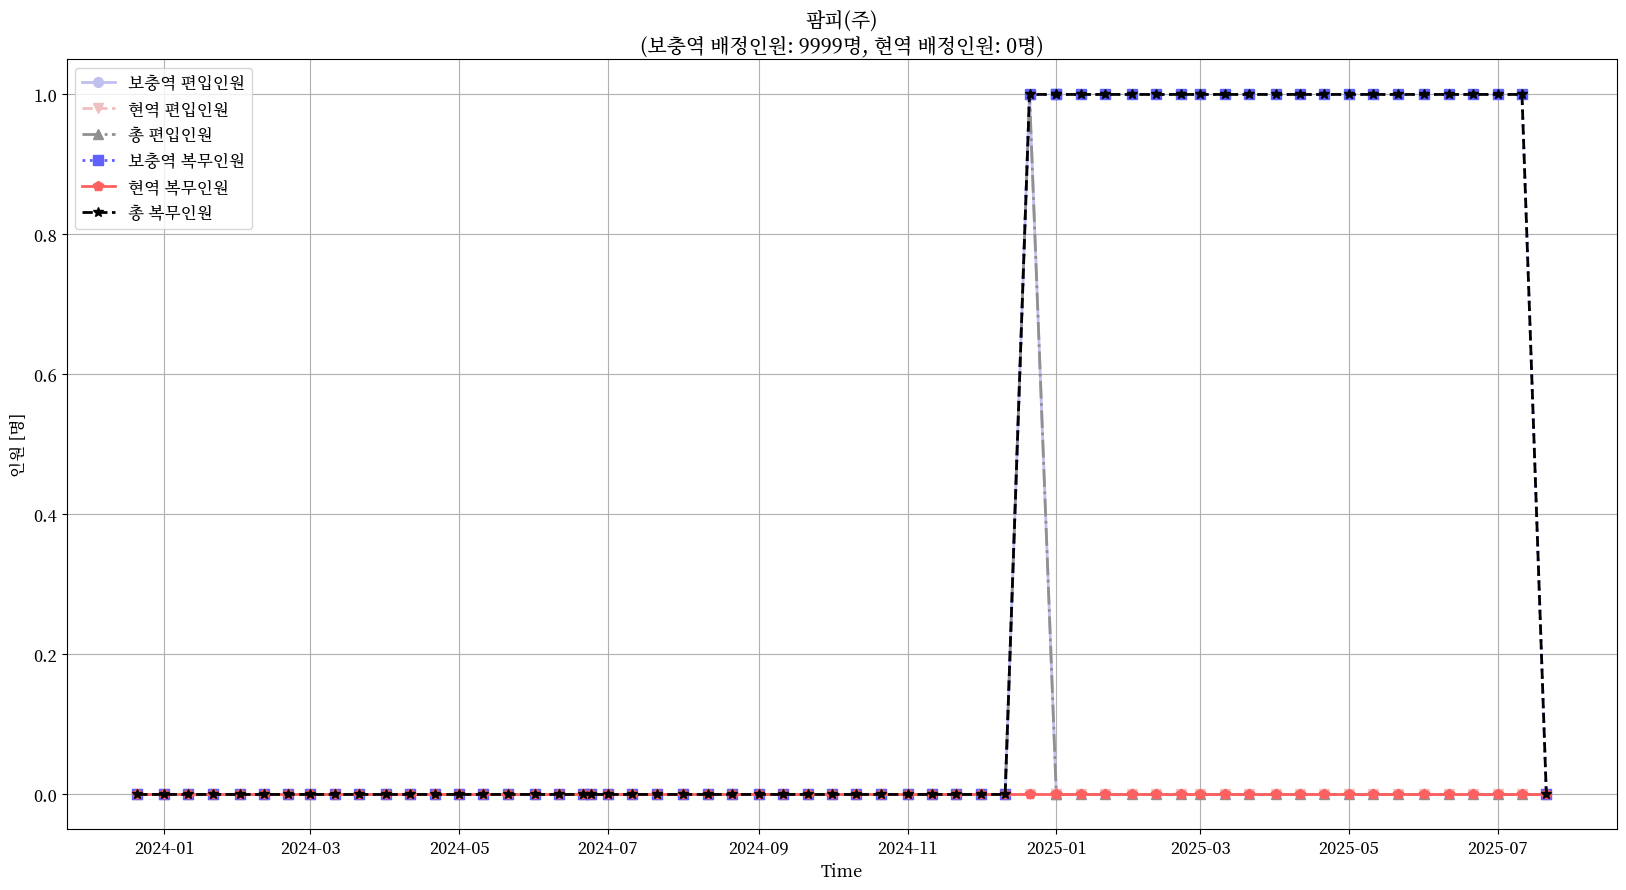 팜피(주)
(보충역 배정인원: 9999명, 현역 배정인원: 0명)
보충역 편입인원
현역 편입인원
총 편입인원
보충역 복무인원
현역 복무인원
총 복무인원
인원 [명]
1.0
0.8
0.6
0.4
0.2
0.0
2024-01 2024-03 2024-05 2024-07 2024-09 2024-11 2025-01 2025-03 2025-05 2025-07
Time